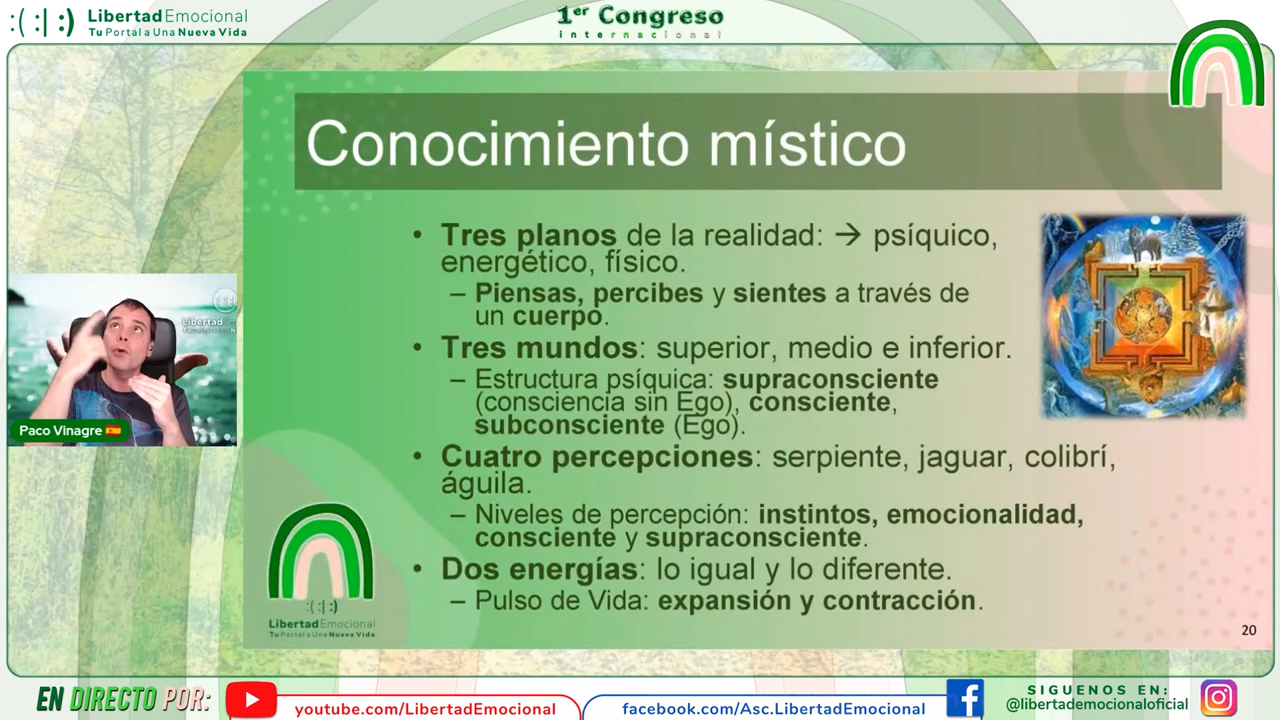 :(:|:) LibertadEmocional
Tu Portal a Una Nueva Vida
1er Congreso
internacional
Conocimiento místico
• Tres planos de la realidad: → psíquico,
energético, físico.
– Piensas, percibes y sientes a través de
un cuerpo.
• Tres mundos: superior, medio e inferior.
– Estructura psíquica: supraconsciente
(consciencia sin Ego), consciente,
subconsciente (Ego).
• Cuatro percepciones: serpiente, jaguar, colibrí,
águila.
– Niveles de percepción: instintos, emocionalidad,
consciente y supraconsciente.
• Dos energías: lo igual y lo diferente.
– Pulso de Vida: expansión y contracción.
Libertad
Paco Vinagre
:(:|:)
LibertadEmocional
Tu Portal a Una Nueva Vida
20
EN DIRECTO POR:
youtube.com/LibertadEmocional
facebook.com/Asc.LibertadEmocional
SIGUENOS EN:
@libertademocionaloficial